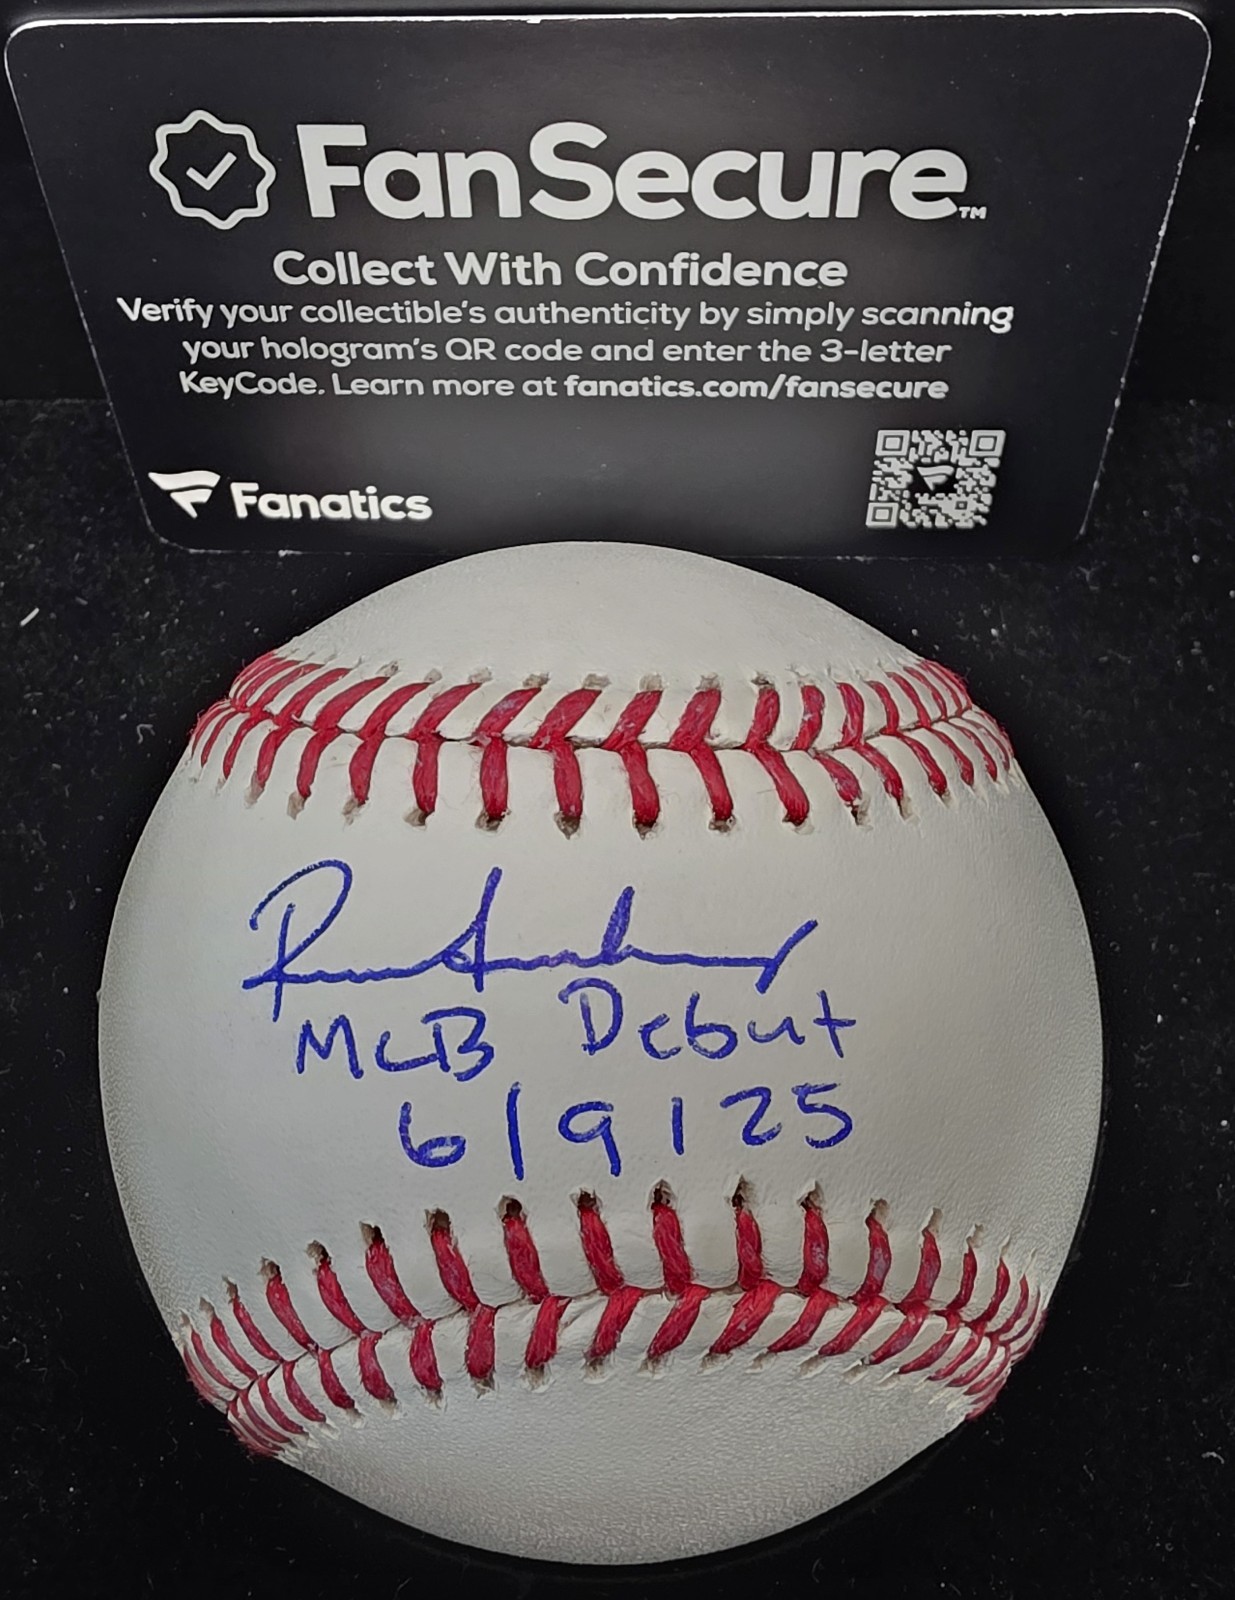 FanSecure™
Collect With Confidence
Verify your collectible's authenticity by simply scanning
your hologram's QR code and enter the 3-letter
KeyCode. Learn more at fanatics.com/fansecure
Fanatics
MLB Debut
6/9/25